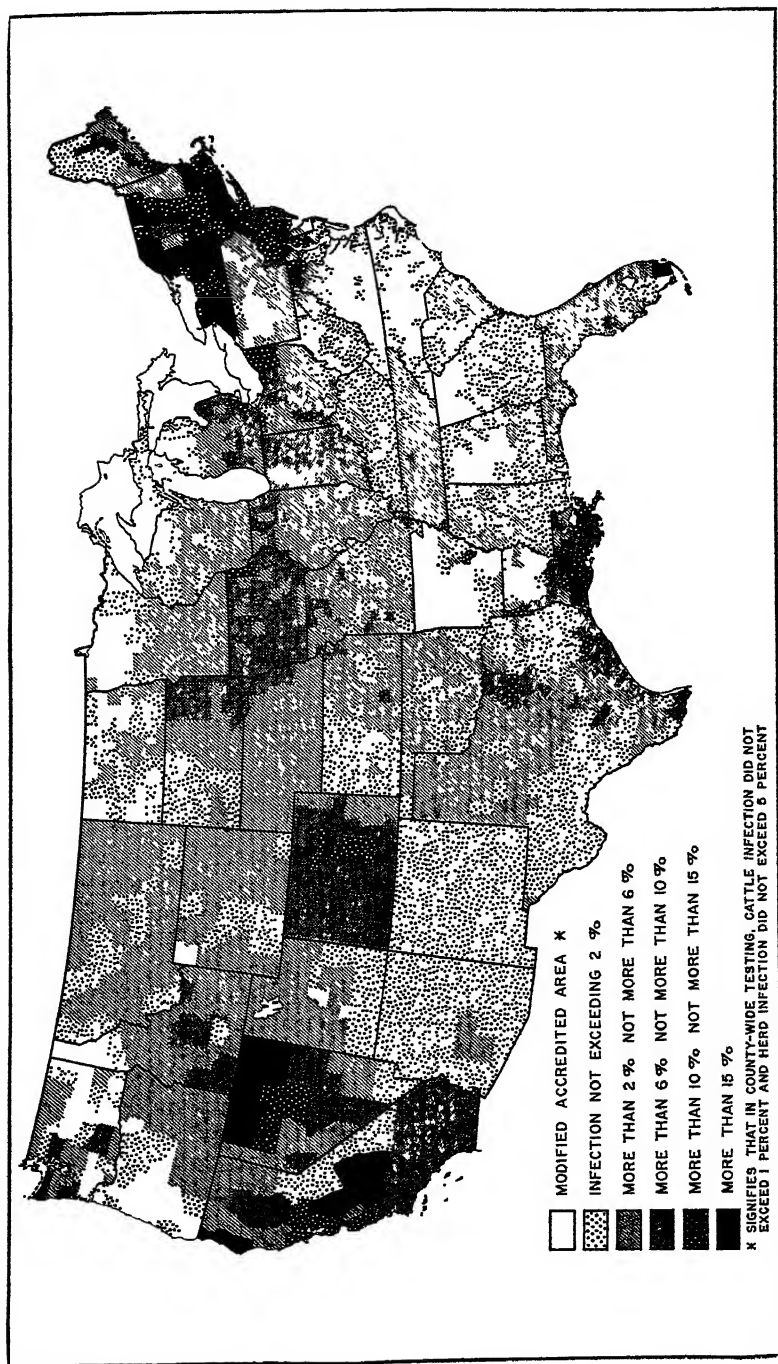 MODIFIED ACCREDITED AREA *
INFECTION NOT EXCEEDING 2 %
MORE THAN 2 % NOT MORE THAN 6 %
MORE THAN 6 % NOT MORE THAN 10 %
MORE THAN 10 % NOT MORE THAN 15 %
MORE THAN 15 %
* SIGNIFIES THAT IN COUNTY-WIDE TESTING, CATTLE INFECTION DID NOT
EXCEED 1 PERCENT AND HERD INFECTION DID NOT EXCEED 5 PERCENT